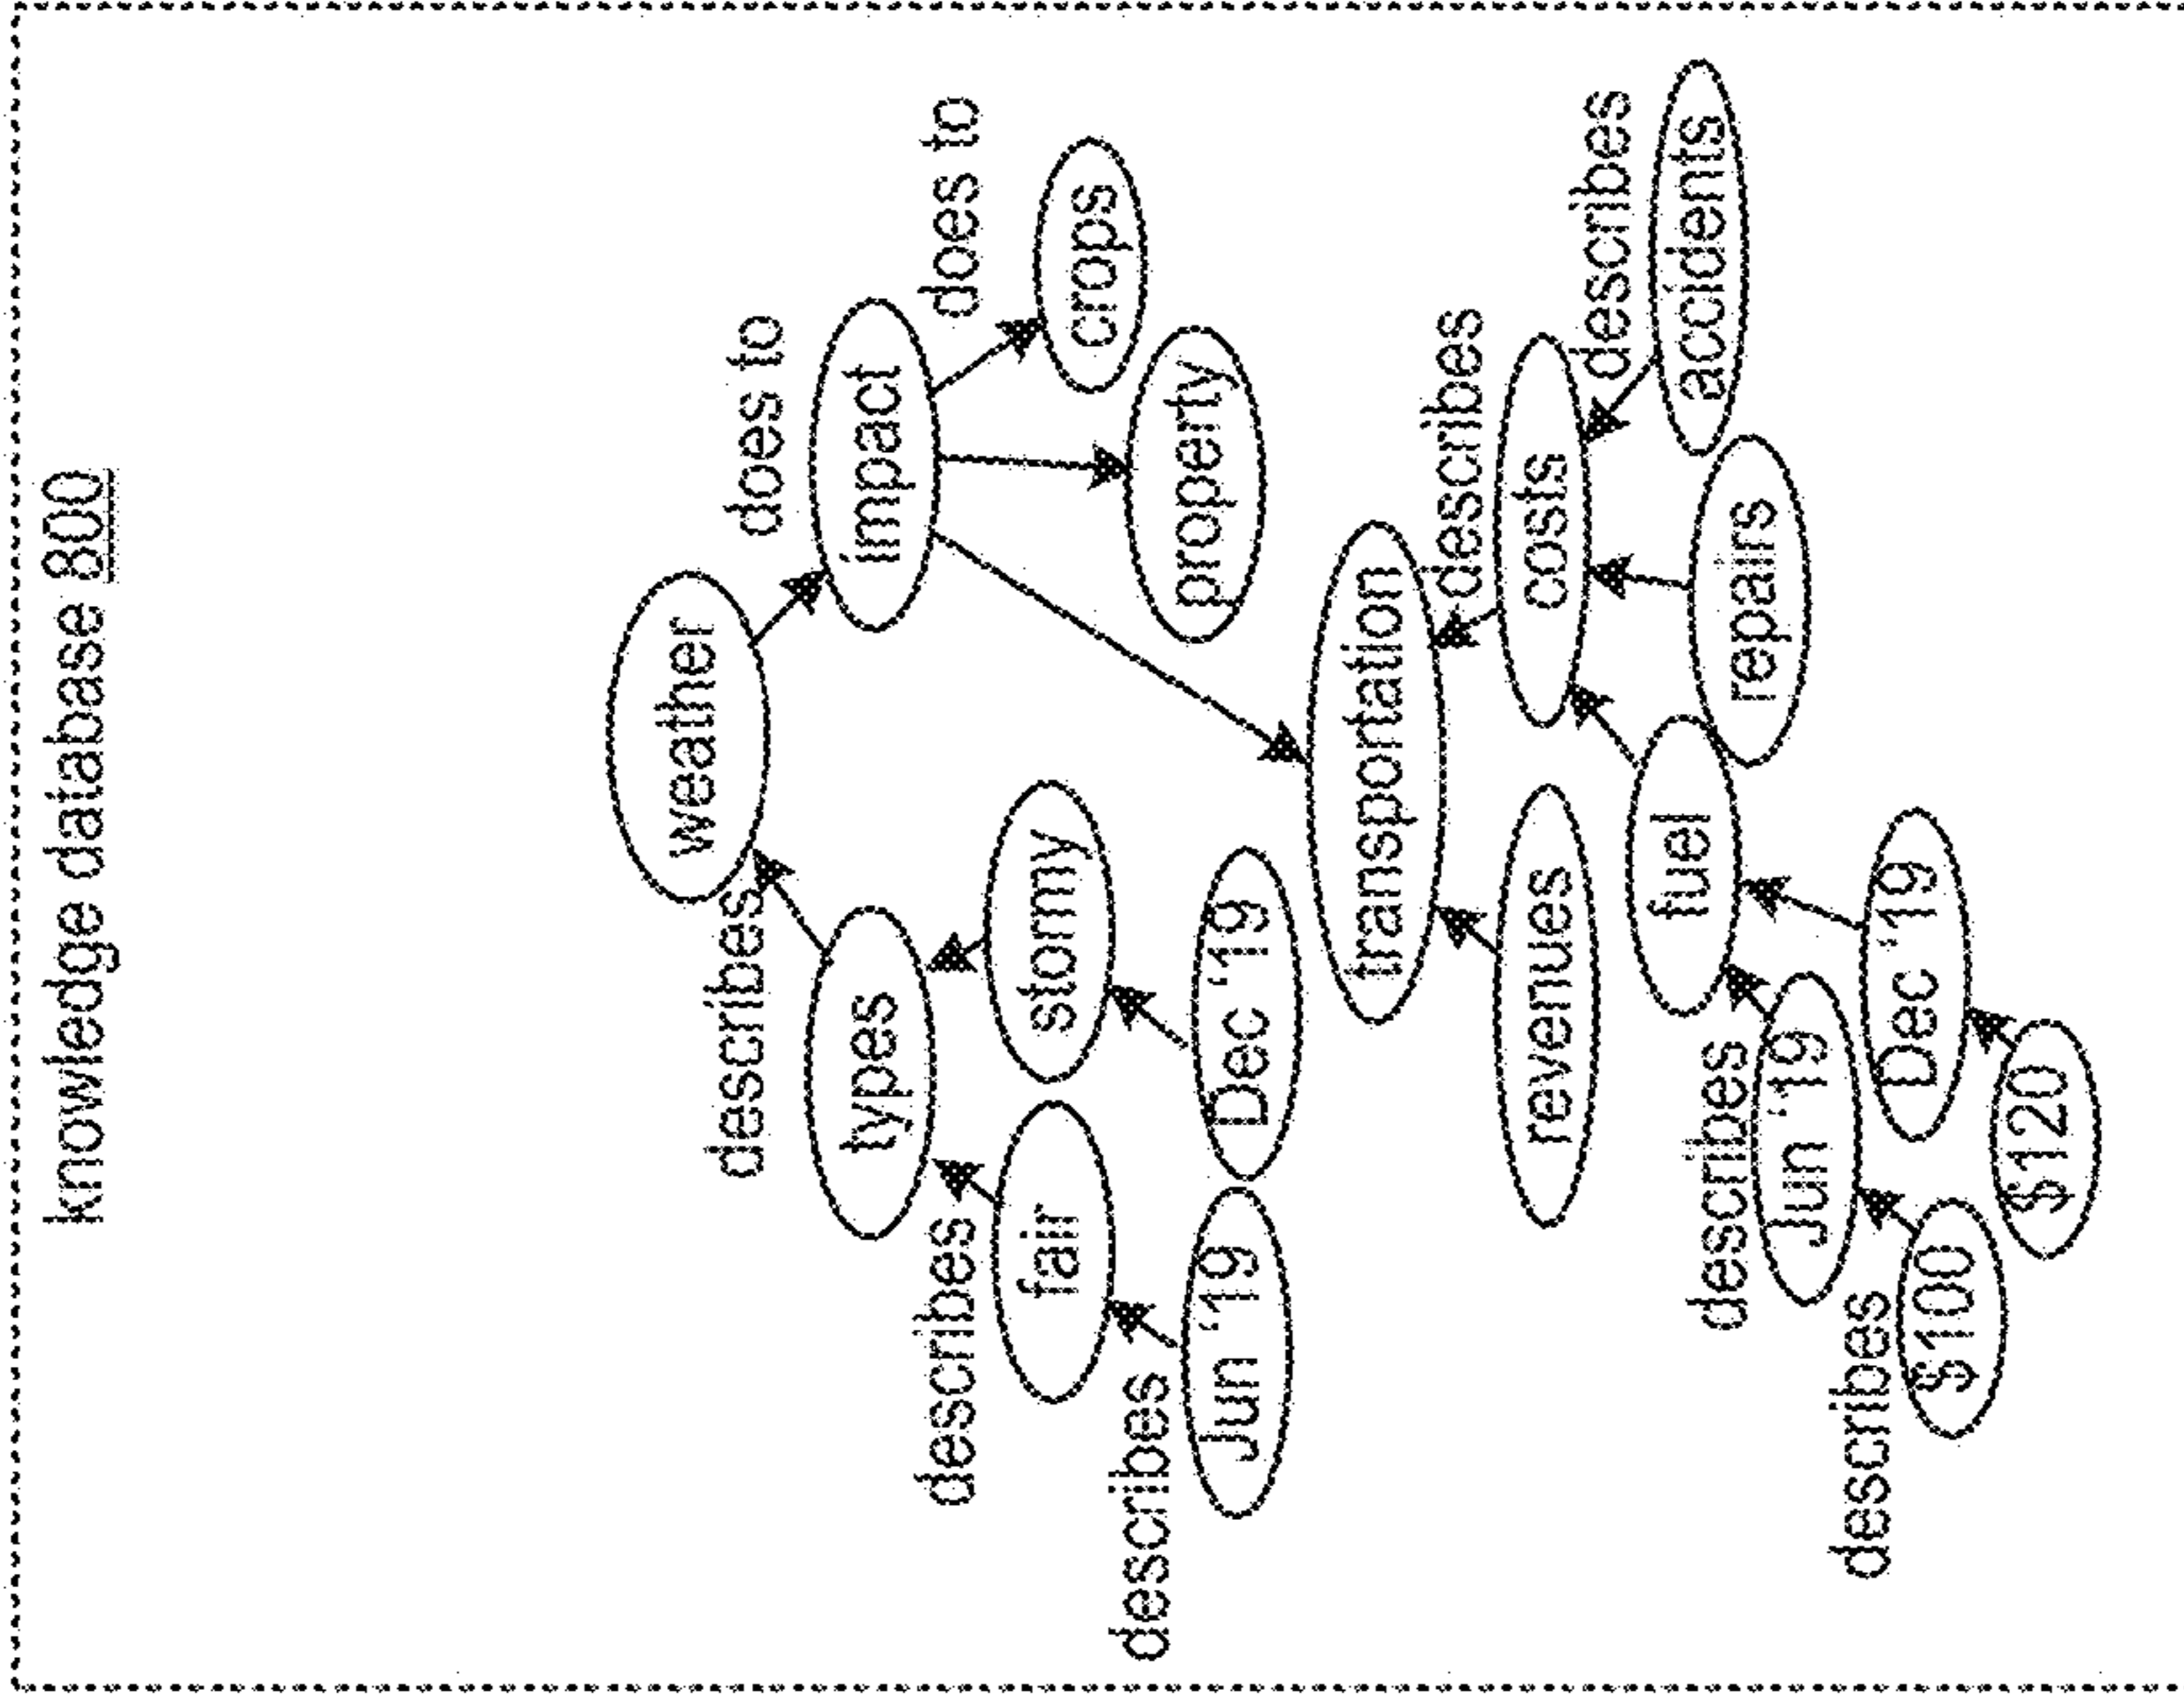 knowledge database 800
weather
describes
does to
types
impact
describes
does to
fair
stormy
crops
describes
property
Jun '19
Dec '19
transportation
describes
revenues
costs
describes
fuel
accidents
describes
repairs
Jun '19
Dec '19
describes
$100
$120